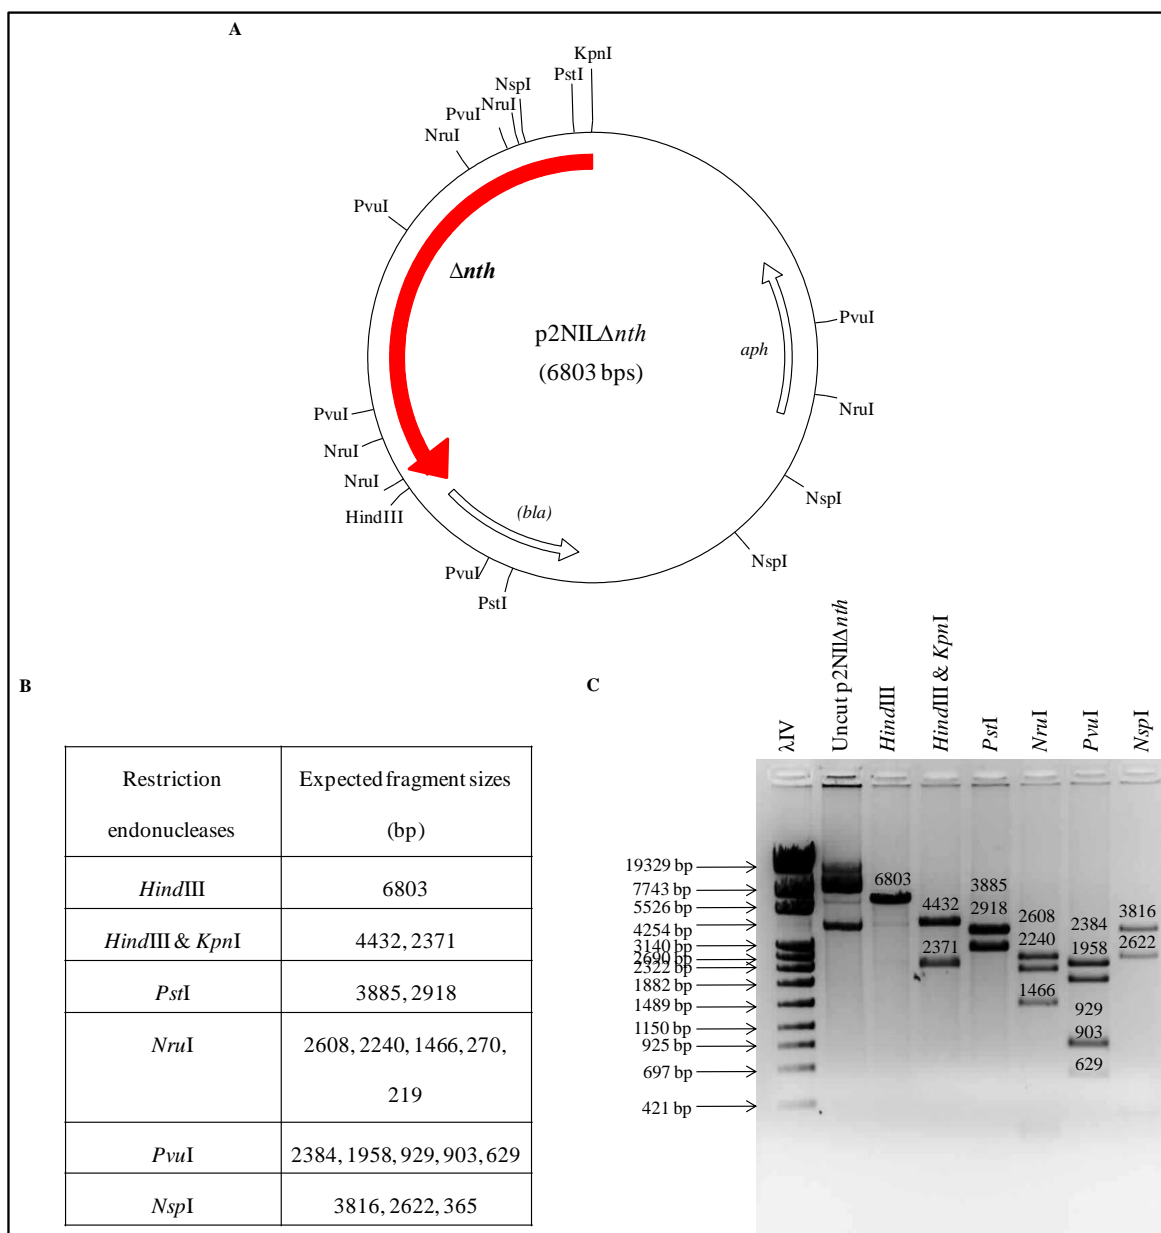 A
KpnI
PstI
NspI
NruI
PvuI
NruI
PvuI
Δnth
p2NILΔnth
(6803 bps)
aph
PvuI
NruI
NspI
NspI
PvuI
NruI
NruI
HindIII
(bla)
PvuI
PstI
B
Restriction endonucleases
Expected fragment sizes (bp)
HindIII
6803
HindIII & KpnI
4432, 2371
PstI
3885, 2918
NruI
2608, 2240, 1466, 270,
219
PvuI
2384, 1958, 929, 903, 629
NspI
3816, 2622, 365
C
λIV
Uncut p2NIlΔnth
HindIII
HindIII & KpnI
PstI
NruI
PvuI
NspI
19329 bp
7743 bp
5526 bp
4254 bp
3140 bp
2690 bp
2322 bp
1882 bp
1489 bp
1150 bp
925 bp
697 bp
421 bp
6803
4432
2371
3885
2918
2608
2240
1466
2384
1958
929
903
629
3816
2622